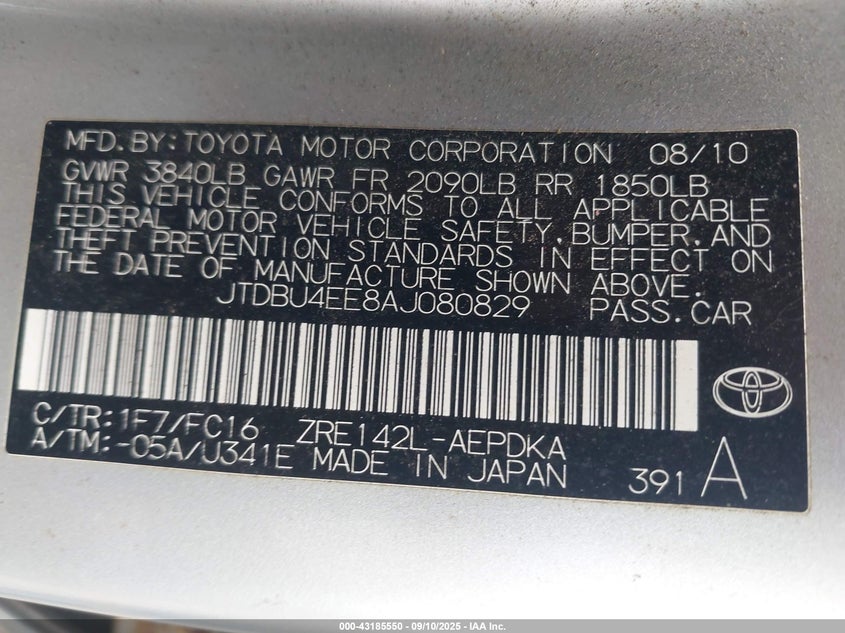 MFD.BY:TOYOTA MOTOR CORPORATION 08/10
GVWR 3840LB GAWR FR 2090LB RR 1850LB
THIS VEHICLE CONFORMS TO ALL APPLICABLE
FEDERAL MOTOR VEHICLE SAFETY,BUMPER,AND
THEFT PREVENTION STANDARDS IN EFFECT ON
THE DATE OF MANUFACTURE SHOWN ABOVE.
JTDBU4EE8AJ080829 PASS.CAR
C/TR:1F7/FC16 ZRE142L-AEPDKA
A/TM:-05A/U341E MADE IN JAPAN 391 A
000-43185550 - 09/10/2025 - IAA Inc.